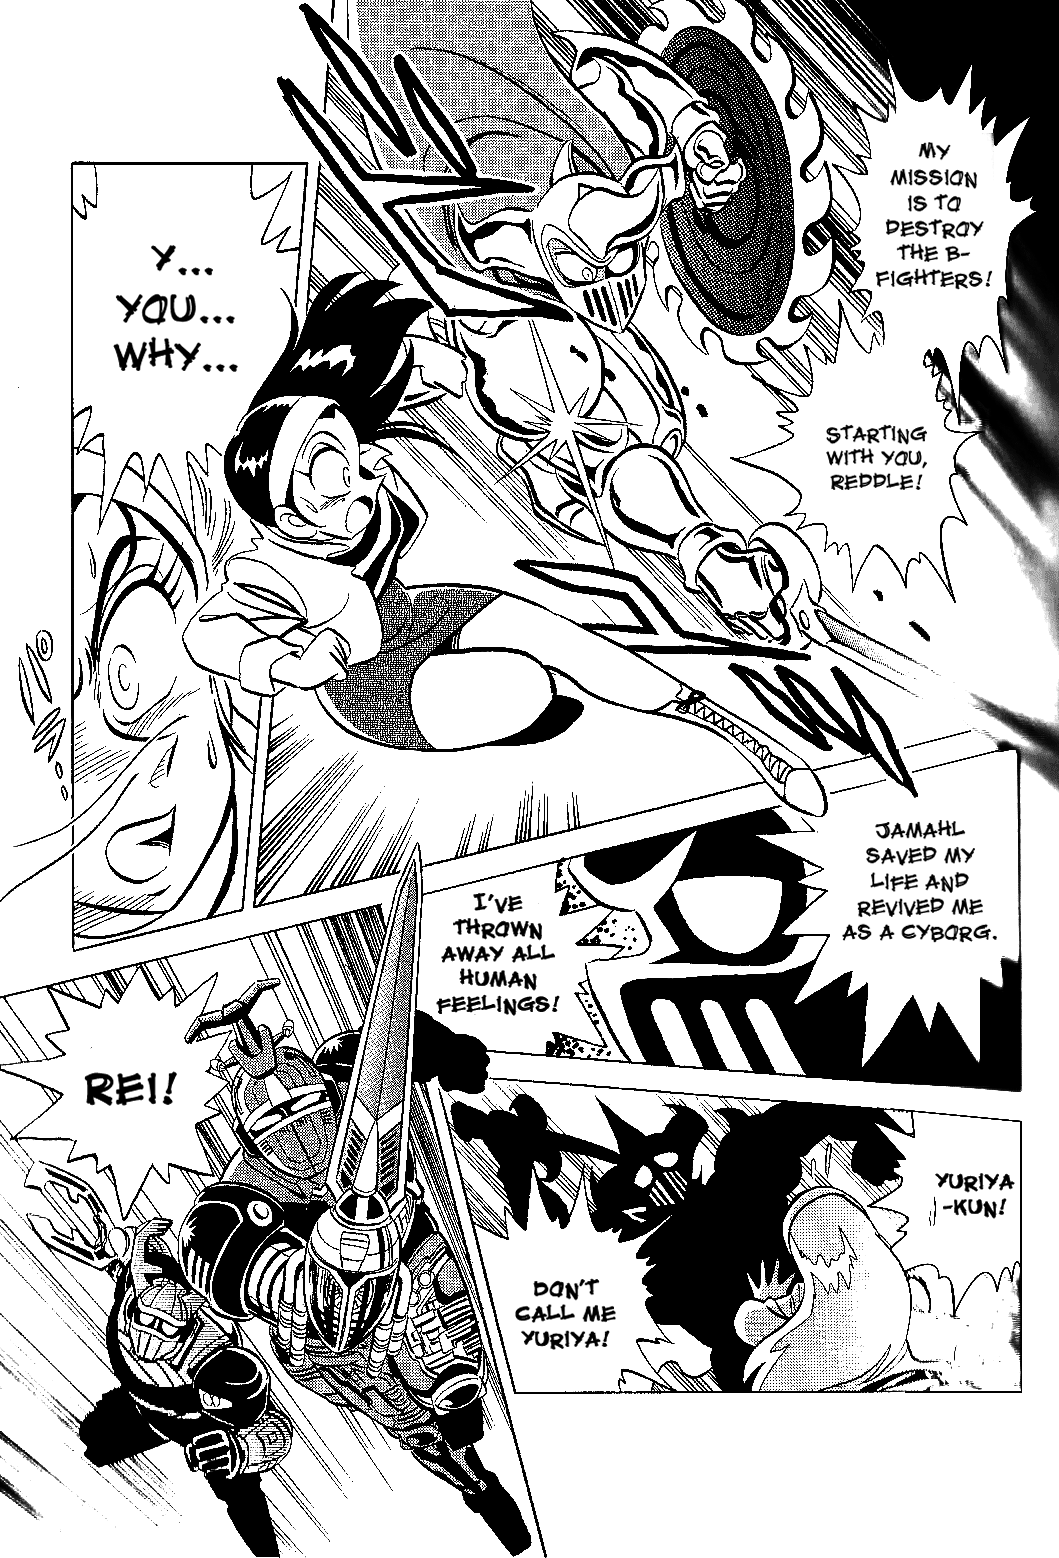 MY
MISSION
IS TO
DESTROY
THE B-
FIGHTERS!
STARTING
WITH YOU,
REDDLE!
Y...
YOU...
WHY...
JAMAHL
SAVED MY
LIFE AND
REVIVED ME
AS A CYBORG.
I'VE
THROWN
AWAY ALL
HUMAN
FEELINGS!
YURIYA
-KUN!
DON'T
CALL ME
YURIYA!
REI!